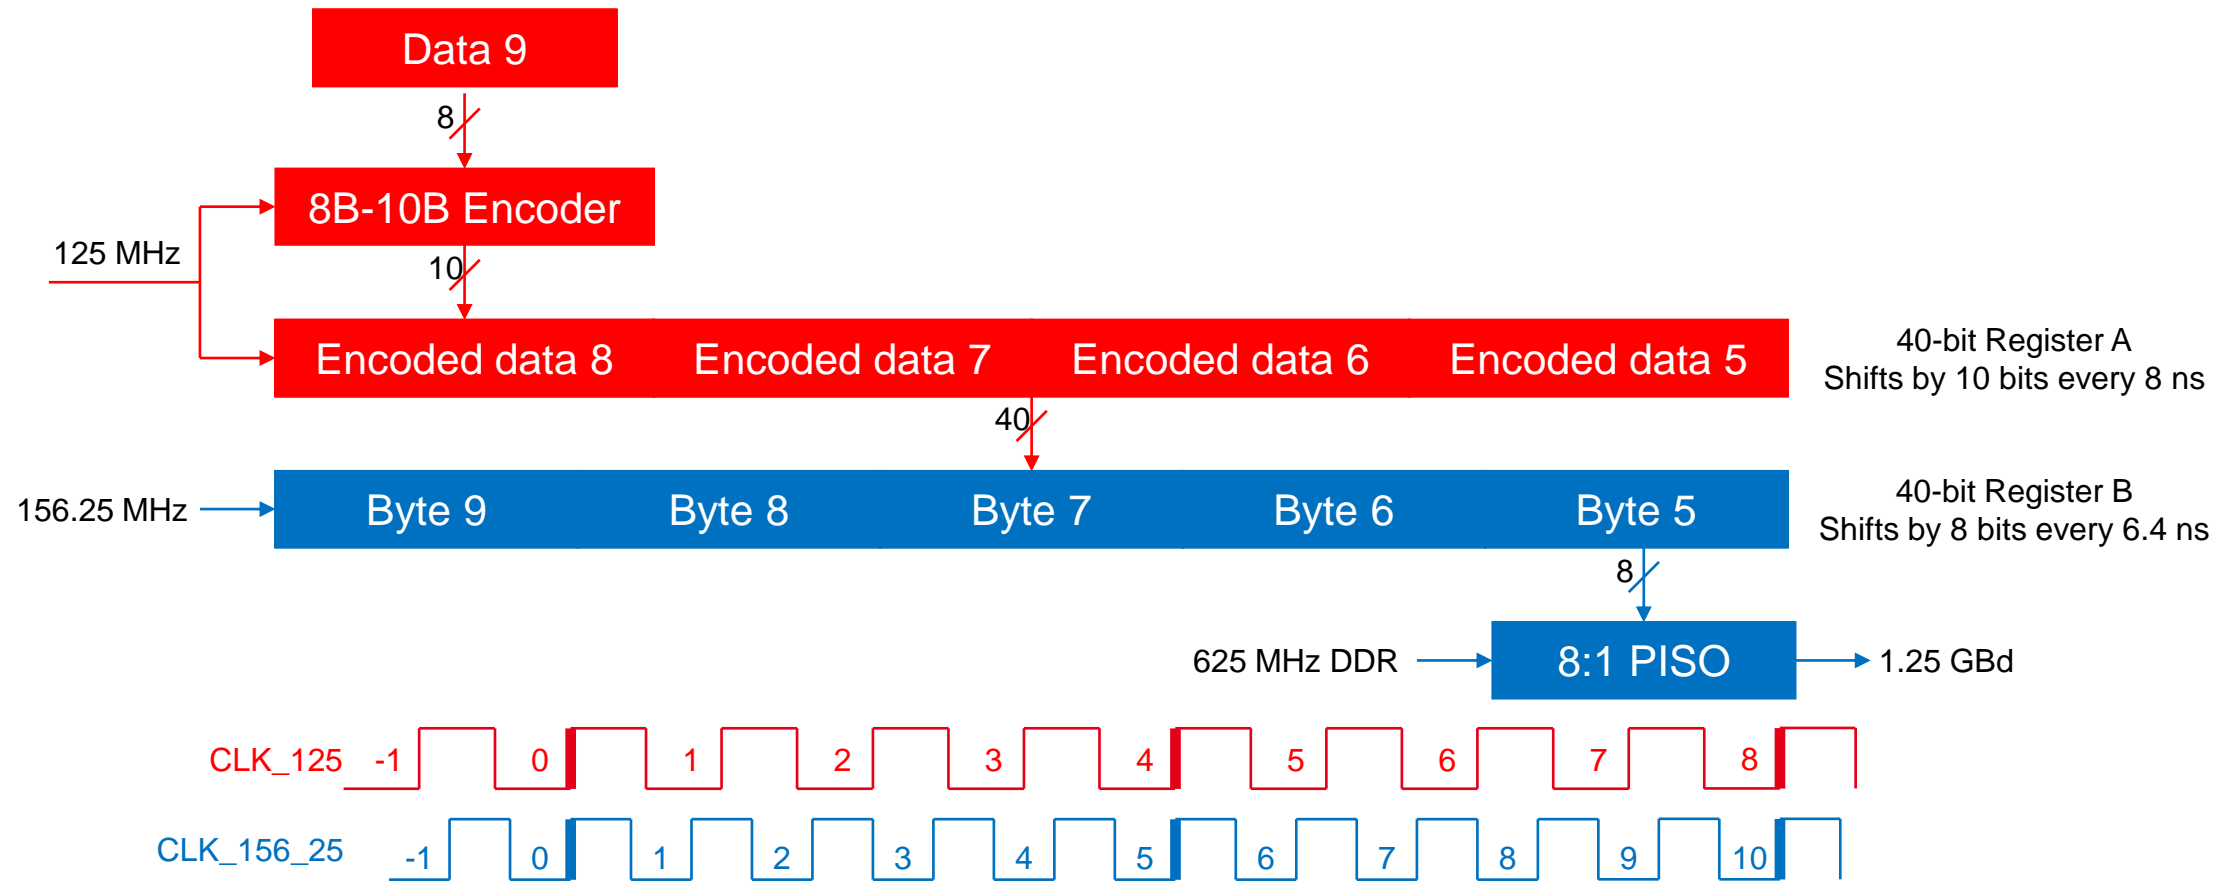 Data 9
8
8B-10B Encoder
125 MHz
10
Encoded data 8 Encoded data 7 Encoded data 6 Encoded data 5
40-bit Register A
Shifts by 10 bits every 8 ns
40
156.25 MHz
Byte 9 Byte 8 Byte 7 Byte 6 Byte 5
40-bit Register B
Shifts by 8 bits every 6.4 ns
8
625 MHz DDR
8:1 PISO
1.25 GBd
CLK_125 -1 0 1 2 3 4 5 6 7 8
CLK_156_25 -1 0 1 2 3 4 5 6 7 8 9 10